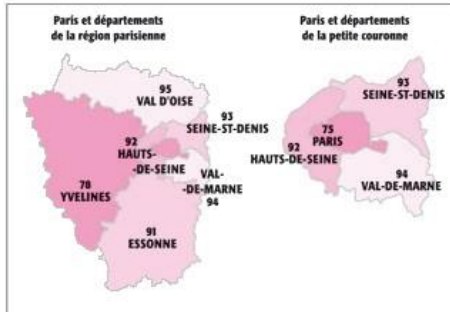 Paris et départements
de la région parisienne
95
VAL D'OISE
93
SEINE-ST-DENIS
92
HAUTS-
-DE-SEINE
VAL-
-DE-MARNE
94
78
YVELINES
91
ESSONNE
Paris et départements
de la petite couronne
93
SEINE-ST-DENIS
75
PARIS
92
HAUTS-DE-SEINE
94
VAL-DE-MARNE